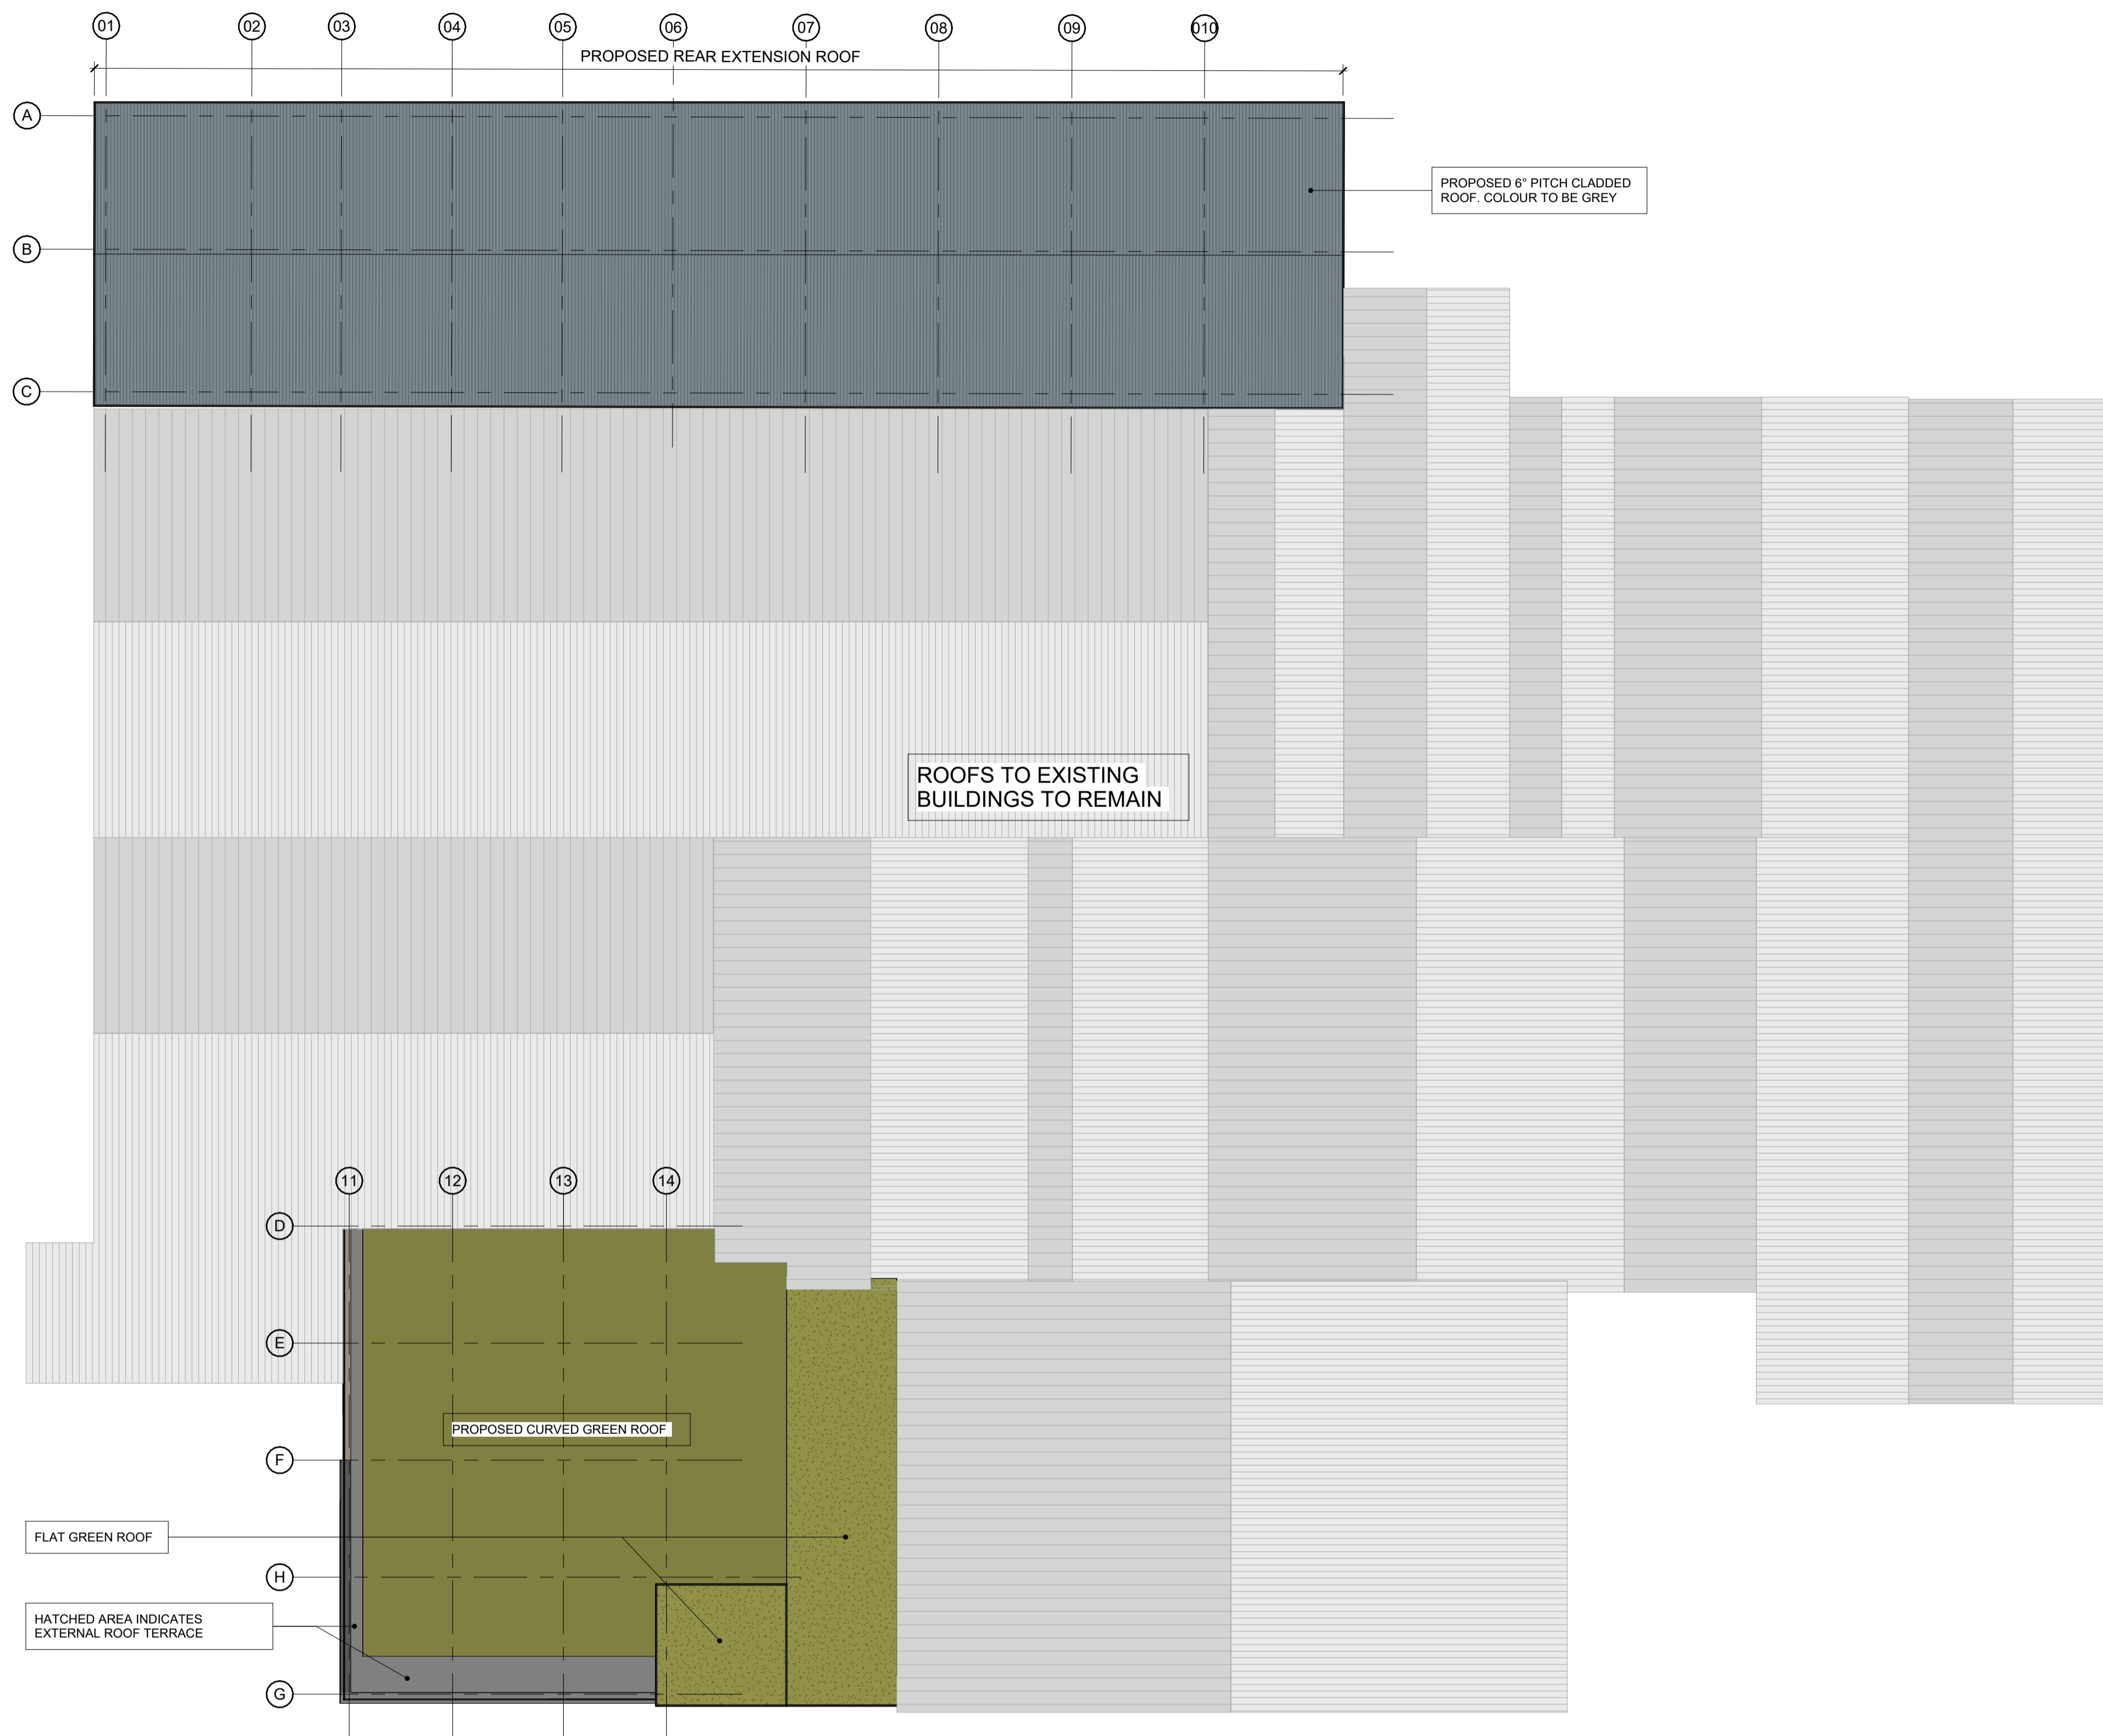 01 02 03 04 05 06 07 08 09 010
PROPOSED REAR EXTENSION ROOF
A
PROPOSED 6° PITCH CLADDED
ROOF. COLOUR TO BE GREY
B
C
ROOFS TO EXISTING
BUILDINGS TO REMAIN
11 12 13 14
D
E
PROPOSED CURVED GREEN ROOF
F
FLAT GREEN ROOF
H
HATCHED AREA INDICATES
EXTERNAL ROOF TERRACE
G